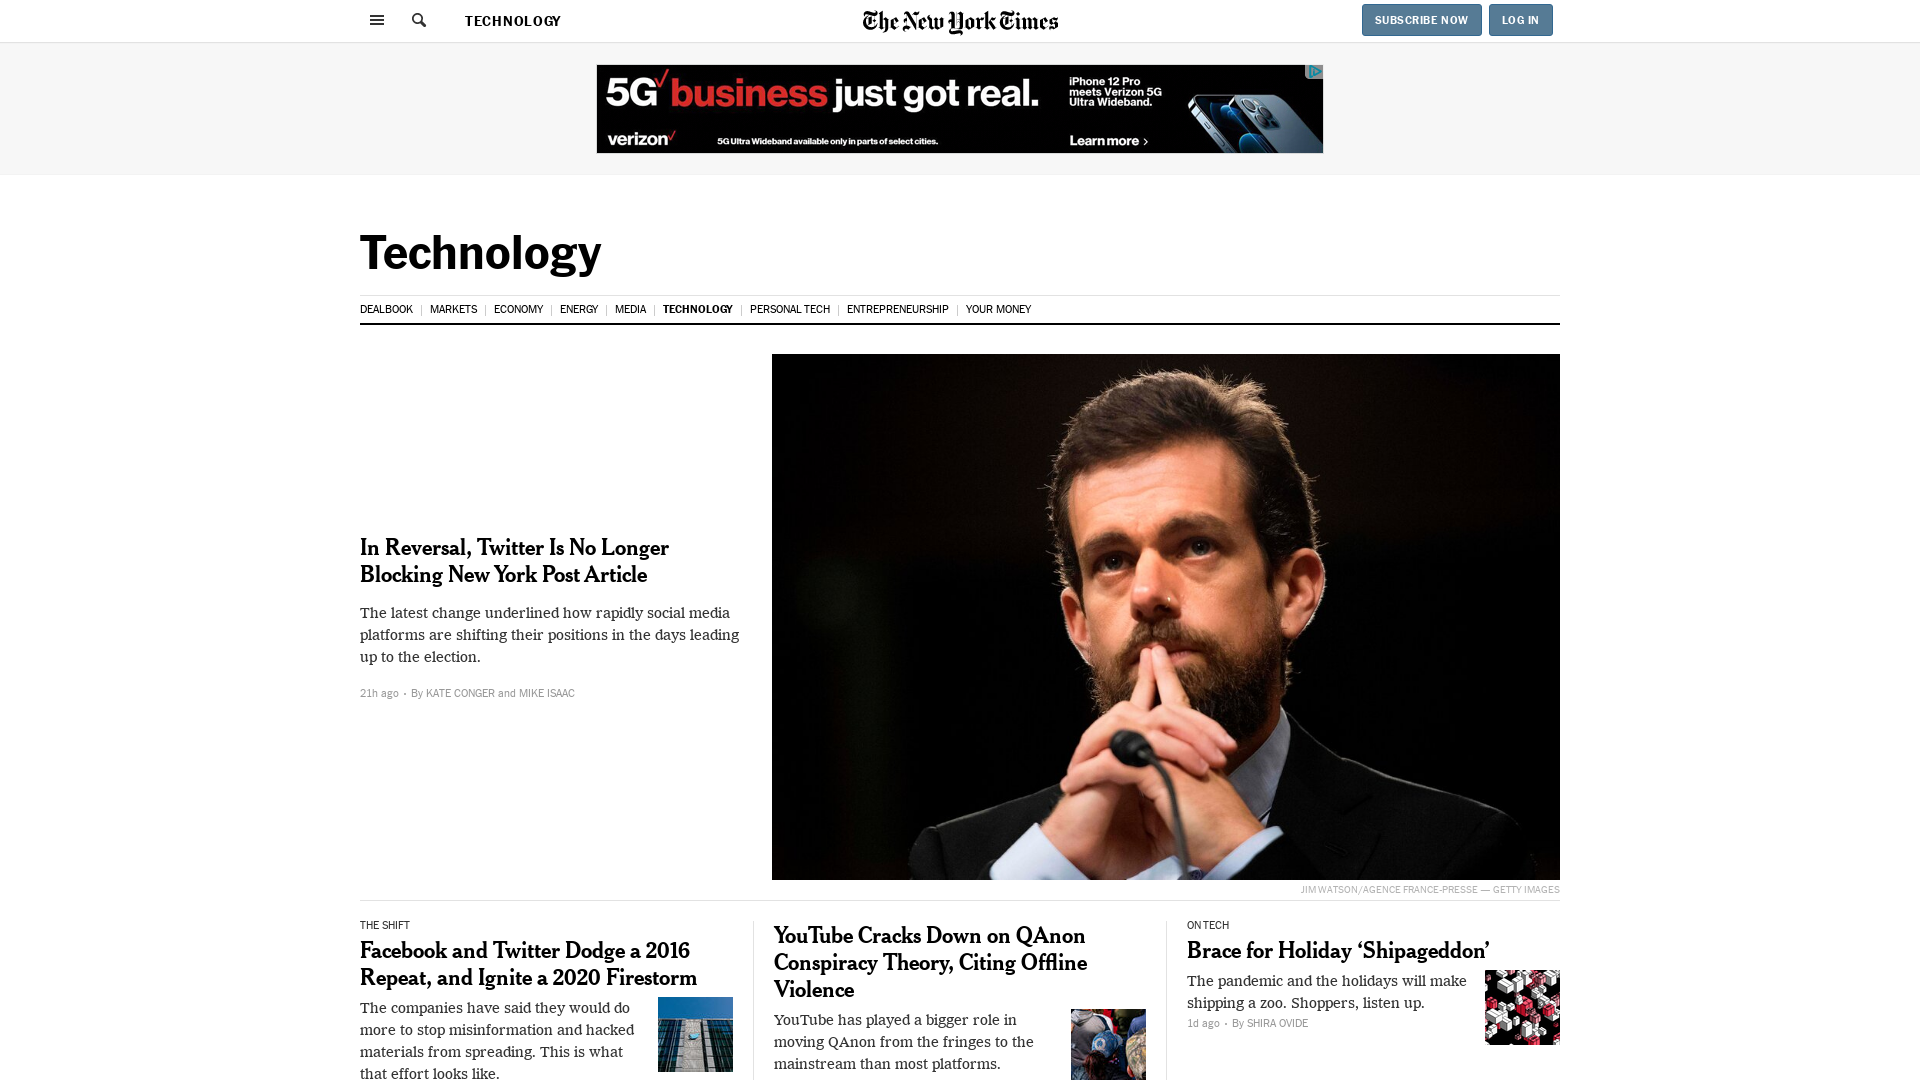 TECHNOLOGY
The New York Times
SUBSCRIBE NOW
LOG IN
5G business just got real.
iPhone 12 Pro
meets Verizon 5G
Ultra Wideband.
verizon
5G Ultra Wideband available only in parts of select cities.
Learn more >
Technology
DEALBOOK
MARKETS
ECONOMY
ENERGY
MEDIA
TECHNOLOGY
PERSONAL TECH
ENTREPRENEURSHIP
YOUR MONEY
In Reversal, Twitter Is No Longer
Blocking New York Post Article
The latest change underlined how rapidly social media
platforms are shifting their positions in the days leading
up to the election.
21h ago • By KATE CONGER and MIKE ISAAC
JIM WATSON/AGENCE FRANCE-PRESSE — GETTY IMAGES
THE SHIFT
Facebook and Twitter Dodge a 2016
Repeat, and Ignite a 2020 Firestorm
The companies have said they would do
more to stop misinformation and hacked
materials from spreading. This is what
that effort looks like.
YouTube Cracks Down on QAnon
Conspiracy Theory, Citing Offline
Violence
YouTube has played a bigger role in
moving QAnon from the fringes to the
mainstream than most platforms.
ON TECH
Brace for Holiday ‘Shipageddon’
The pandemic and the holidays will make
shipping a zoo. Shoppers, listen up.
1d ago • By SHIRA OVIDE